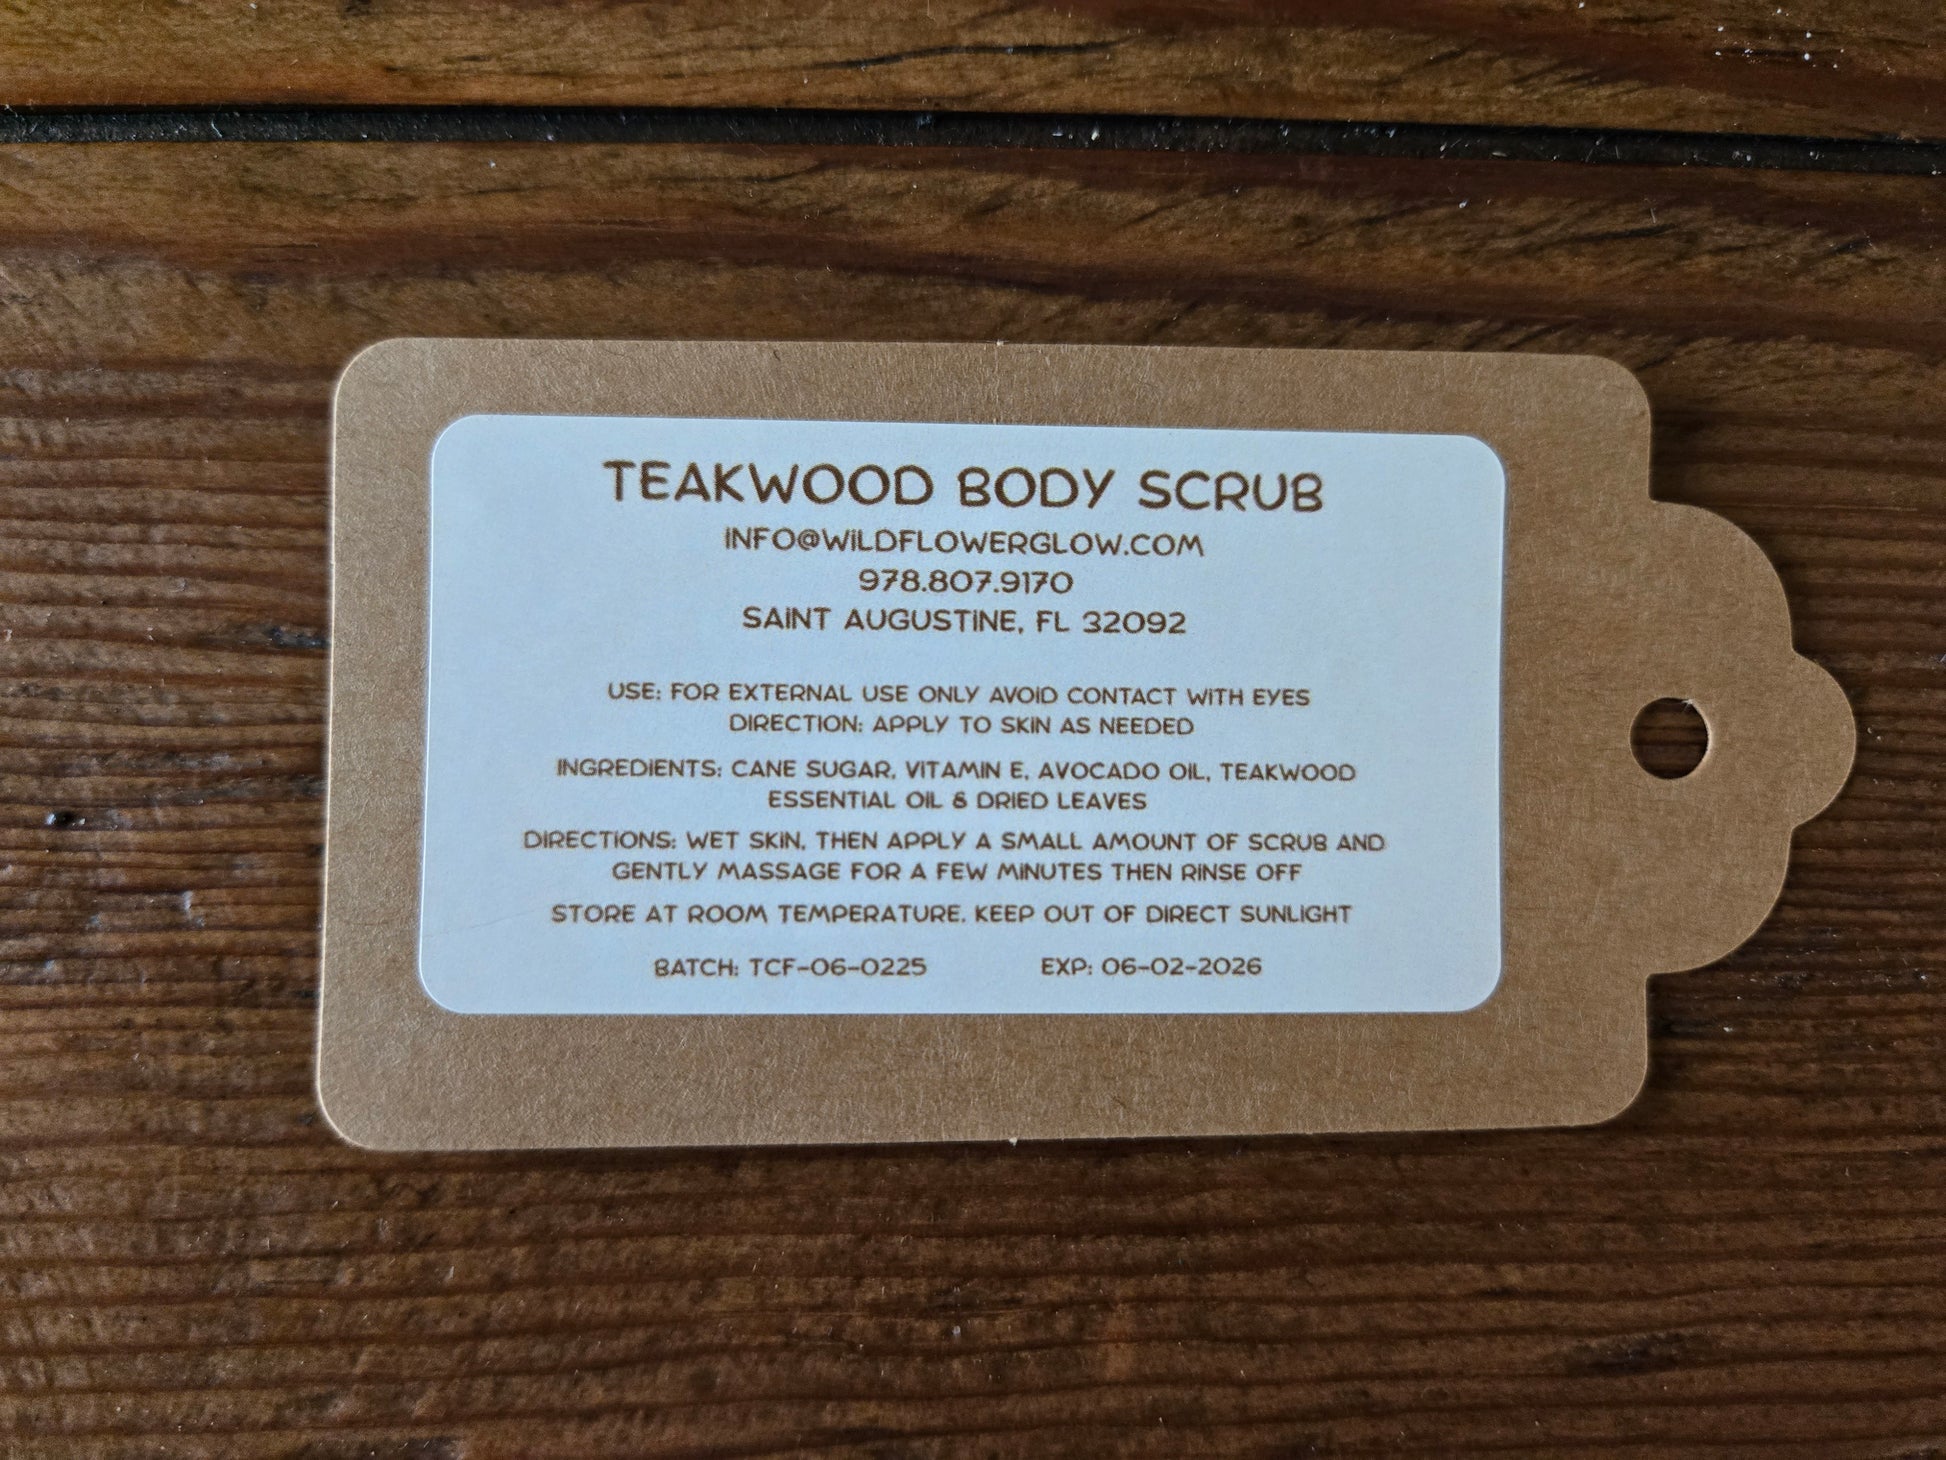 TEAKWOOD BODY SCRUB
INFO@WILDFLOWERGLOW.COM
978.807.9170
SAINT AUGUSTINE, FL 32092
USE: FOR EXTERNAL USE ONLY AVOID CONTACT WITH EYES
DIRECTION: APPLY TO SKIN AS NEEDED
INGREDIENTS: CANE SUGAR, VITAMIN E, AVOCADO OIL, TEAKWOOD
ESSENTIAL OIL & DRIED LEAVES
DIRECTIONS: WET SKIN, THEN APPLY A SMALL AMOUNT OF SCRUB AND
GENTLY MASSAGE FOR A FEW MINUTES THEN RINSE OFF
STORE AT ROOM TEMPERATURE. KEEP OUT OF DIRECT SUNLIGHT
BATCH: TCF-06-0225 EXP: 06-02-2026